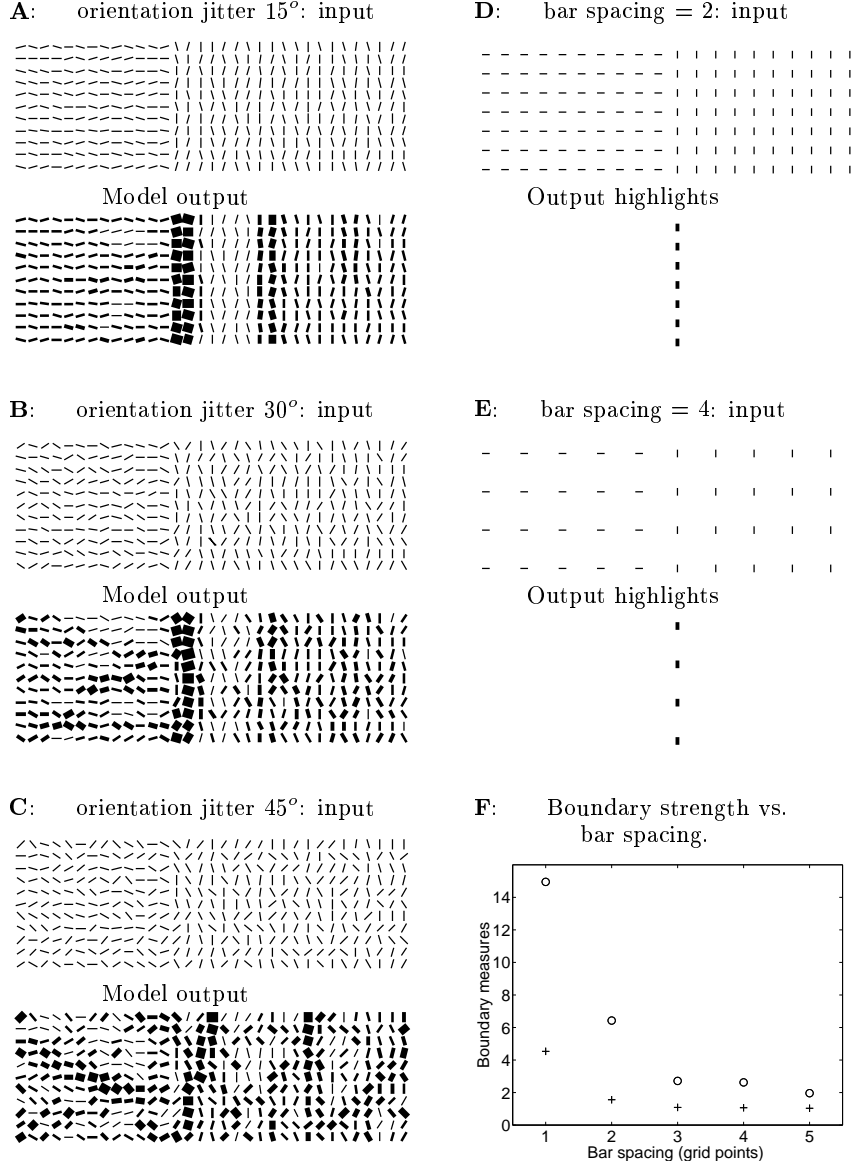 A: orientation jitter 15°: input
Model output
B: orientation jitter 30°: input
Model output
C: orientation jitter 45°: input
Model output
D: bar spacing = 2: input
Output highlights
E: bar spacing = 4: input
Output highlights
F: Boundary strength vs.
bar spacing.
Boundary measures
14
12
10
8
6
4
2
0
1 2 3 4 5
Bar spacing (grid points)